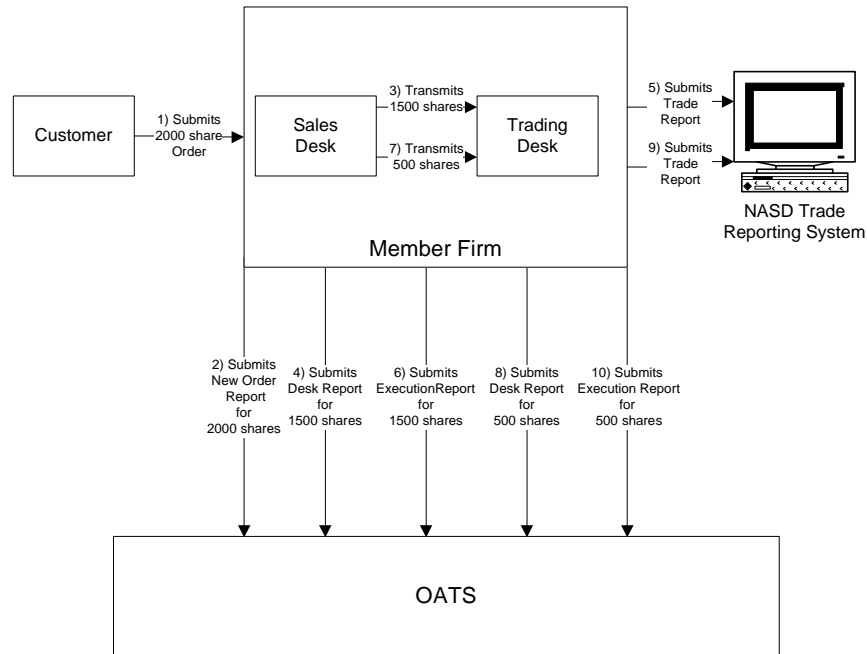 Customer
1) Submits
2000 share
Order
Sales
Desk
3) Transmits
1500 shares
7) Transmits
500 shares
Trading
Desk
5) Submits
Trade
Report
9) Submits
Trade
Report
NASD Trade
Reporting System
Member Firm
2) Submits
New Order
Report
for
2000 shares
4) Submits
Desk Report
for
1500 shares
6) Submits
ExecutionReport
for
1500 shares
8) Submits
Desk Report
for
500 shares
10) Submits
Execution Report
for
500 shares
OATS